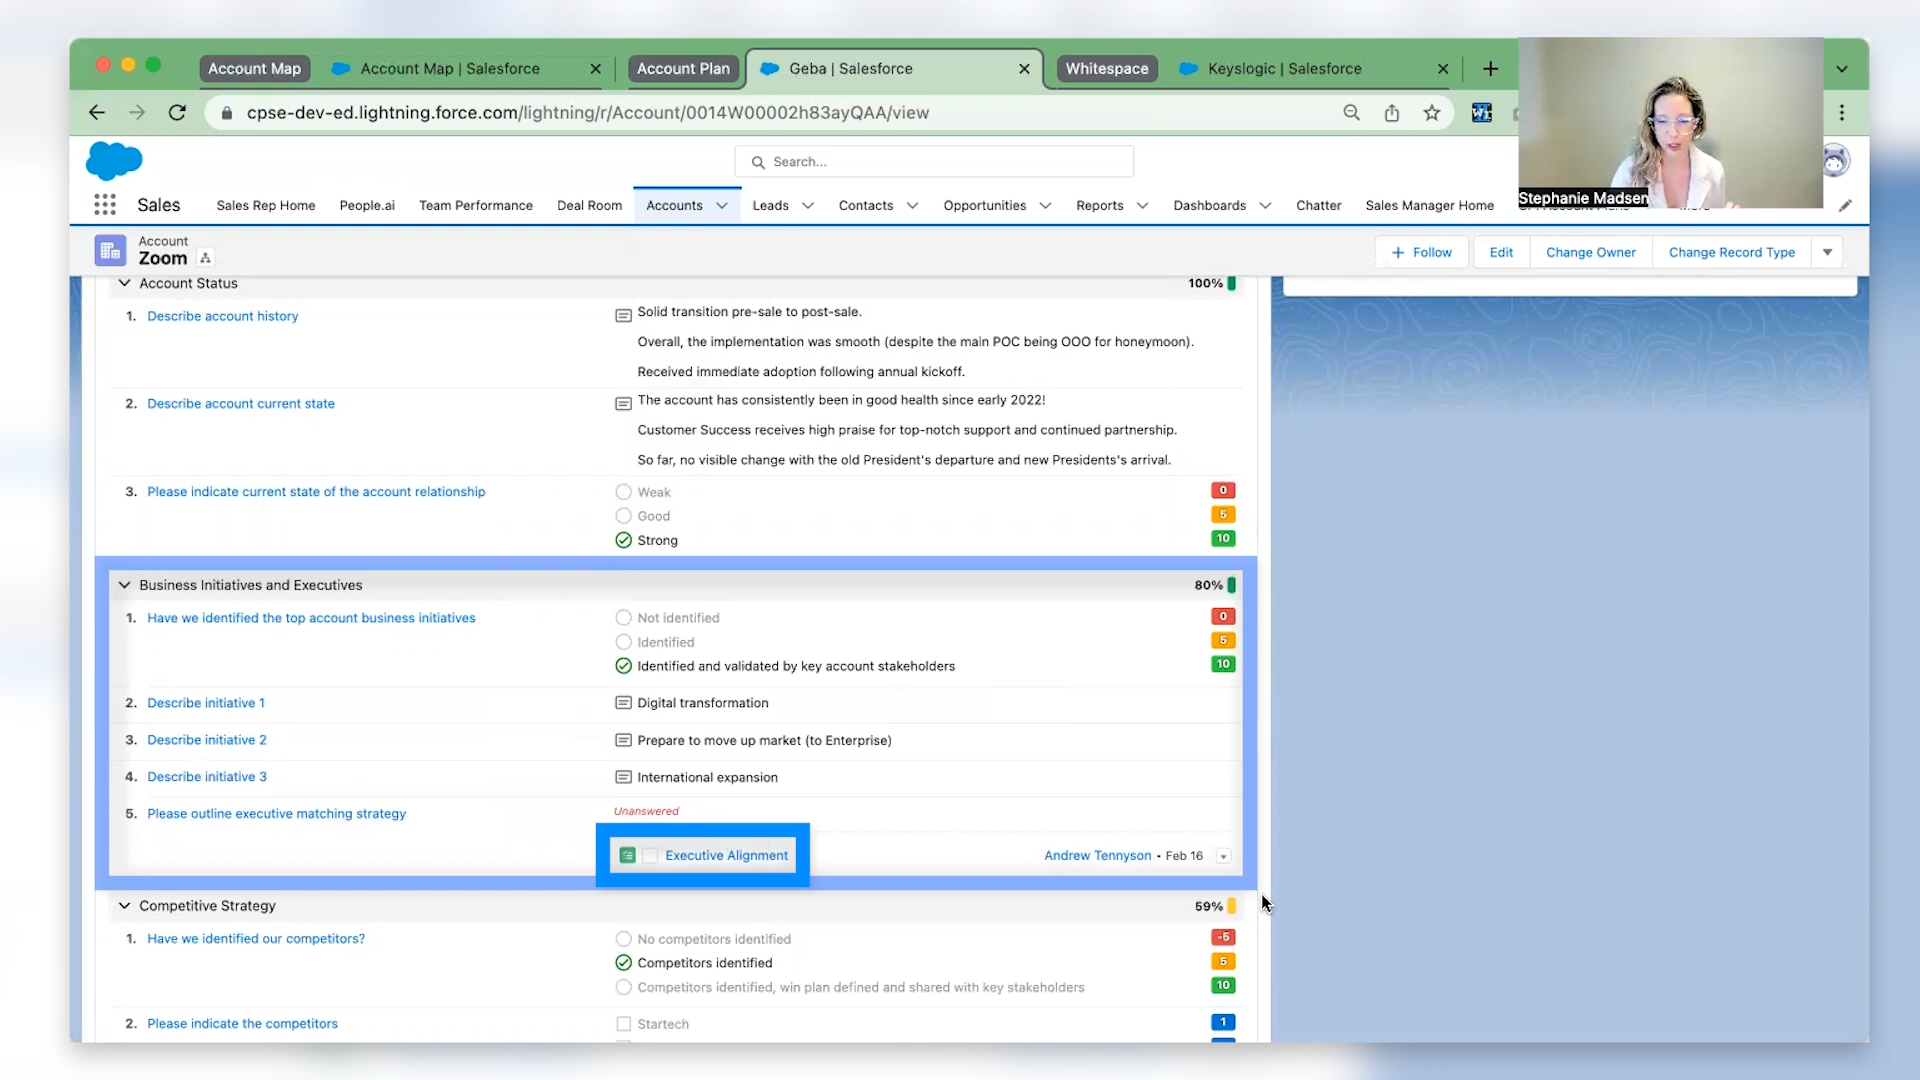 Account Map
Account Map | Salesforce
Account Plan
Geba | Salesforce
Whitespace
Keyslogic | Salesforce
cpse-dev-ed.lightning.force.com/lightning/r/Account/0014W00002h83ayQAA/view
Search...
Stephanie Madsen
Sales
Sales Rep Home
People.ai
Team Performance
Deal Room
Accounts
Leads
Contacts
Opportunities
Reports
Dashboards
Chatter
Sales Manager Home
Account
Zoom
+ Follow
Edit
Change Owner
Change Record Type
Account Status
100%
1. Describe account history
Solid transition pre-sale to post-sale.
Overall, the implementation was smooth (despite the main POC being OOO for honeymoon).
Received immediate adoption following annual kickoff.
2. Describe account current state
The account has consistently been in good health since early 2022!
Customer Success receives high praise for top-notch support and continued partnership.
So far, no visible change with the old President's departure and new Presidents's arrival.
3. Please indicate current state of the account relationship
Weak 0
Good 5
Strong 10
Business Initiatives and Executives
80%
1. Have we identified the top account business initiatives
Not identified 0
Identified 5
Identified and validated by key account stakeholders 10
2. Describe initiative 1
Digital transformation
3. Describe initiative 2
Prepare to move up market (to Enterprise)
4. Describe initiative 3
International expansion
5. Please outline executive matching strategy
Unanswered
Executive Alignment
Andrew Tennyson • Feb 16
Competitive Strategy
59%
1. Have we identified our competitors?
No competitors identified -5
Competitors identified 5
Competitors identified, win plan defined and shared with key stakeholders 10
2. Please indicate the competitors
Startech 1